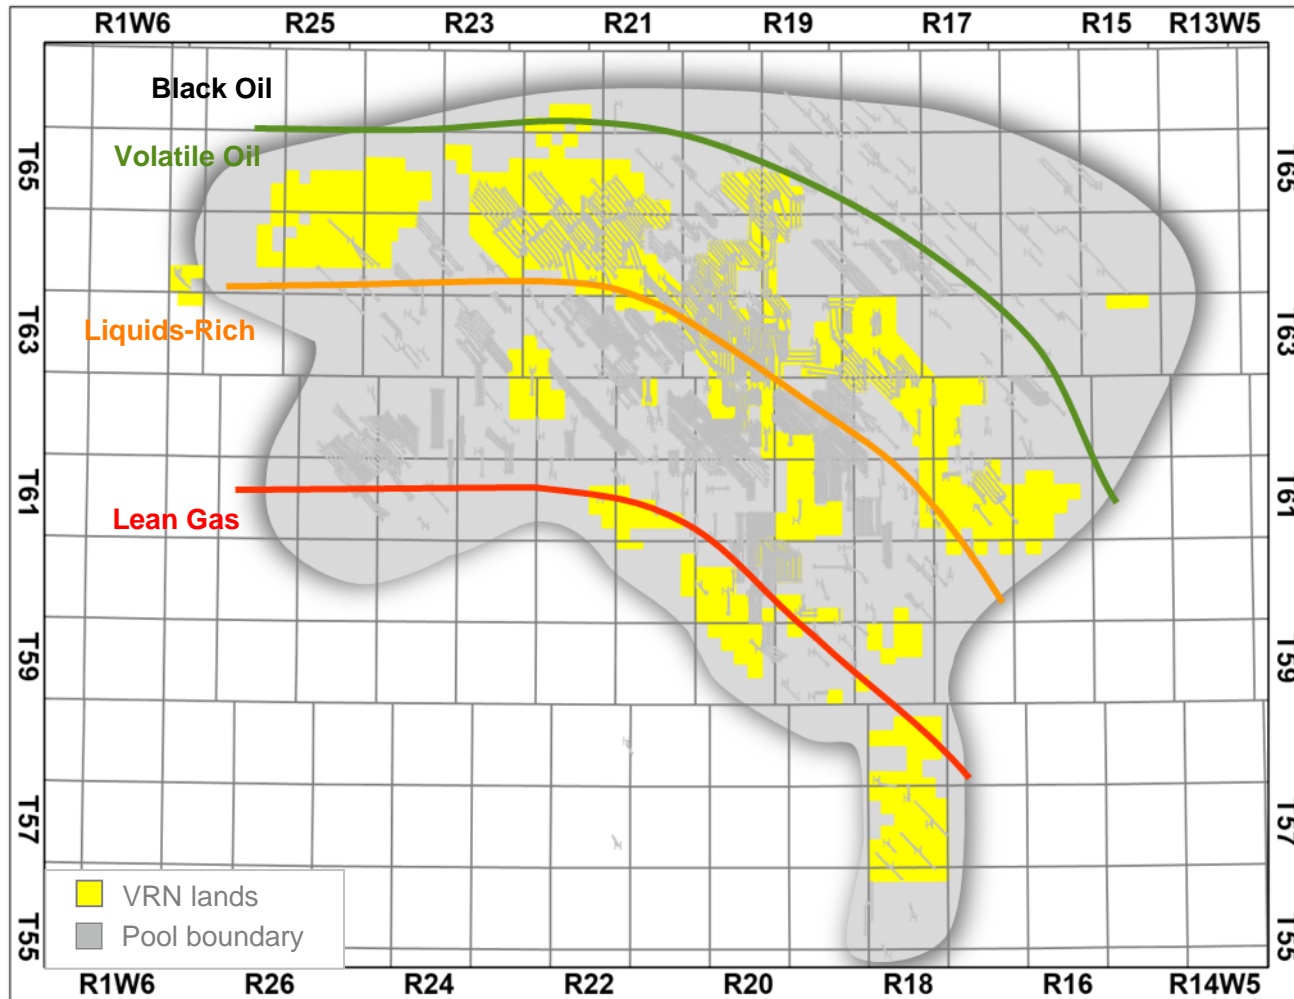 R1W6 R25 R23 R21 R19 R17 R15 R13W5
Black Oil
Volatile Oil
T65 T65
Liquids-Rich
T63 T63
T61 T61
Lean Gas
T59 T59
T57 T57
VRN lands
Pool boundary
T55 T55
R1W6 R26 R24 R22 R20 R18 R16 R14W5